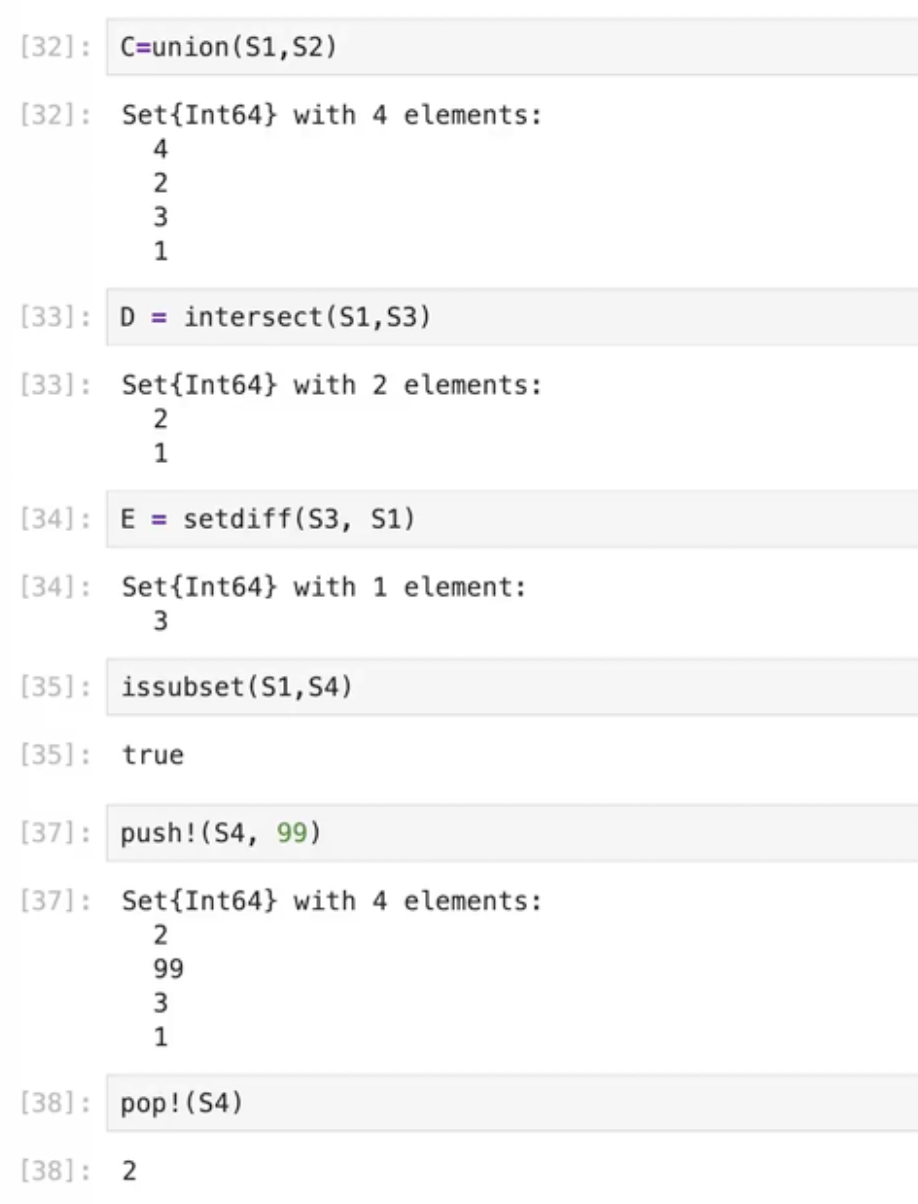 [32]: C=union(S1,S2)
[32]: Set{Int64} with 4 elements:
4
2
3
1
[33]: D = intersect(S1,S3)
[33]: Set{Int64} with 2 elements:
2
1
[34]: E = setdiff(S3, S1)
[34]: Set{Int64} with 1 element:
3
[35]: issubset(S1,S4)
[35]: true
[37]: push!(S4, 99)
[37]: Set{Int64} with 4 elements:
2
99
3
1
[38]: pop!(S4)
[38]: 2